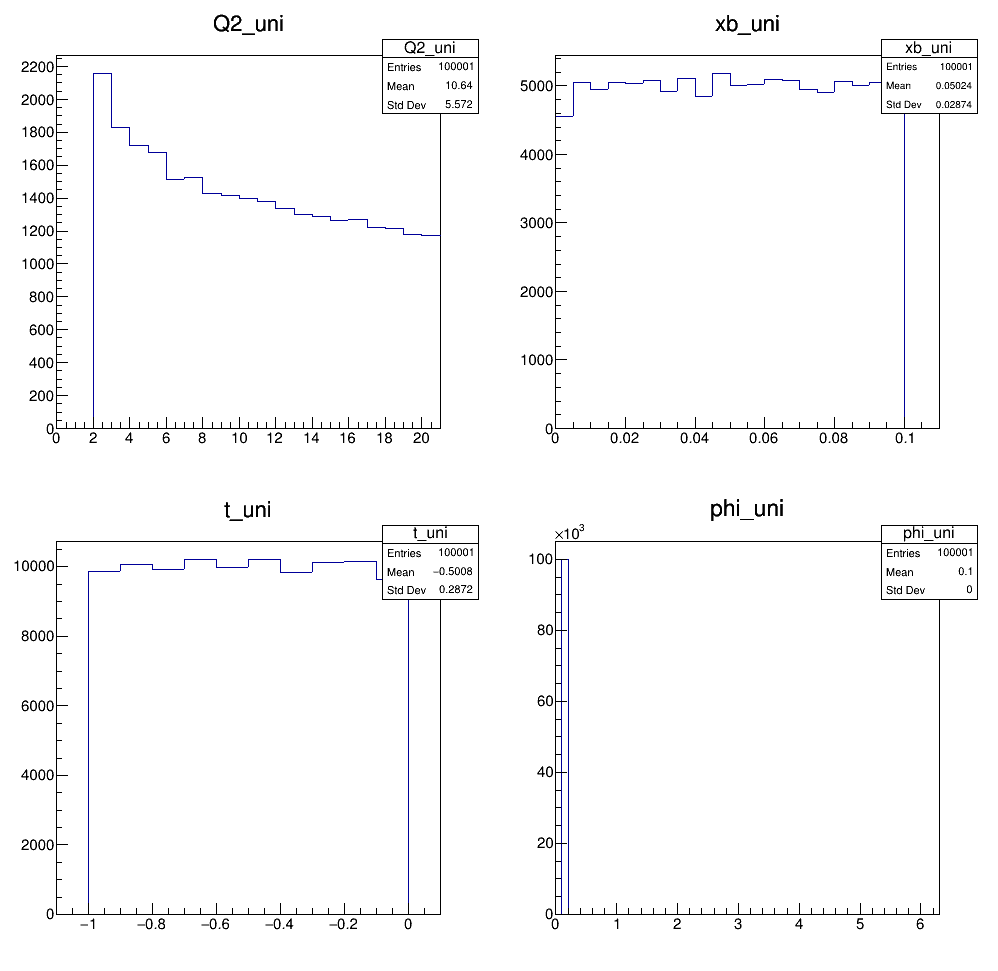 Q2_uni
Q2_uni
Entries 100001
Mean 10.64
Std Dev 5.572
2200
2000
1800
1600
1400
1200
1000
800
600
400
200
0
0 2 4 6 8 10 12 14 16 18 20
xb_uni
xb_uni
Entries 100001
Mean 0.05024
Std Dev 0.02874
5000
4000
3000
2000
1000
0
0 0.02 0.04 0.06 0.08 0.1
t_uni
t_uni
Entries 100001
Mean −0.5008
Std Dev 0.2872
10000
8000
6000
4000
2000
0
−1 −0.8 −0.6 −0.4 −0.2 0
phi_uni
×10³
phi_uni
Entries 100001
Mean 0.1
Std Dev 0
100
80
60
40
20
0
0 1 2 3 4 5 6